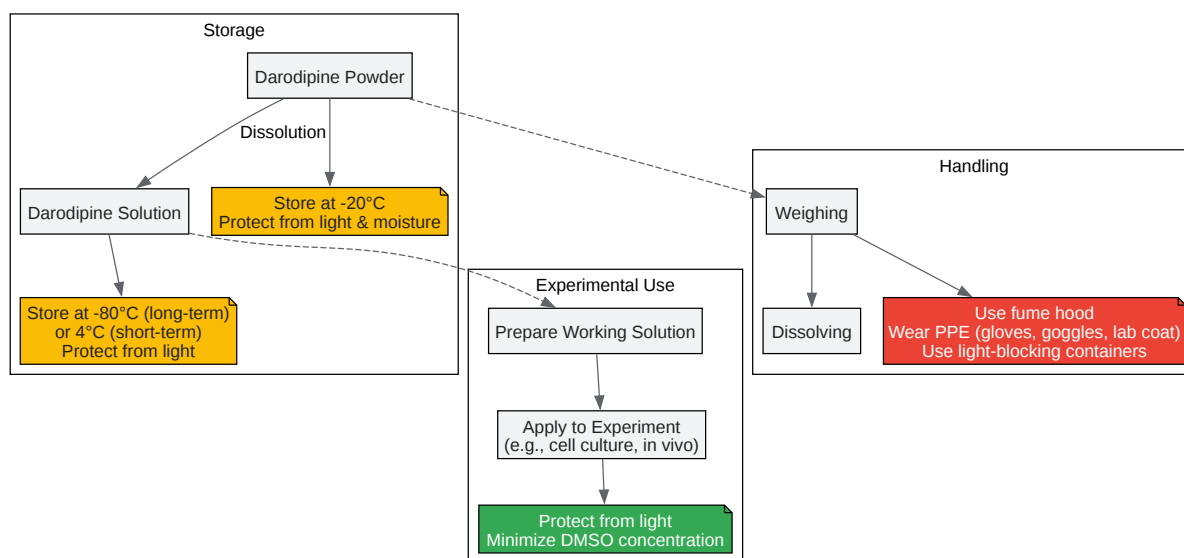 Storage
Darodipine Powder
Dissolution
Darodipine Solution
Store at -20°C
Protect from light & moisture
Store at -80°C (long-term)
or 4°C (short-term)
Protect from light
Experimental Use
Prepare Working Solution
Apply to Experiment
(e.g., cell culture, in vivo)
Protect from light
Minimize DMSO concentration
Handling
Weighing
Dissolving
Use fume hood
Wear PPE (gloves, goggles, lab coat)
Use light-blocking containers